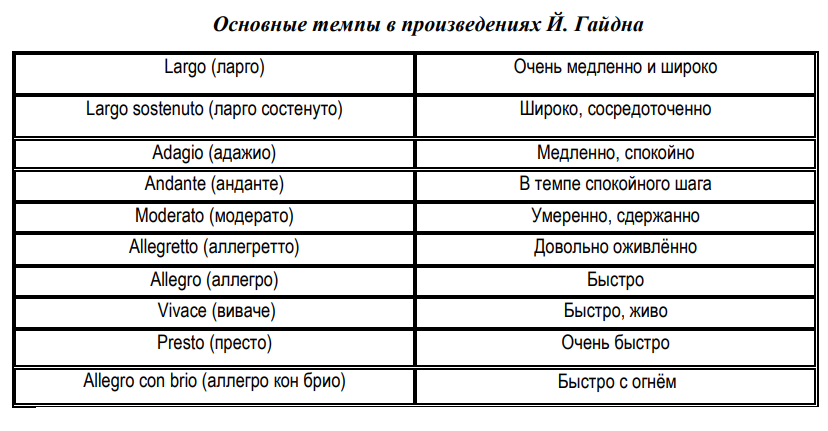 Основные темпы в произведениях Й. Гайдна
Largo (ларго) Очень медленно и широко
Largo sostenuto (ларго состенуто) Широко, сосредоточенно
Adagio (адажио) Медленно, спокойно
Andante (анданте) В темпе спокойного шага
Moderato (модерато) Умеренно, сдержанно
Allegretto (аллегретто) Довольно оживлённо
Allegro (аллегро) Быстро
Vivace (виваче) Быстро, живо
Presto (престо) Очень быстро
Allegro con brio (аллегро кон брио) Быстро с огнём